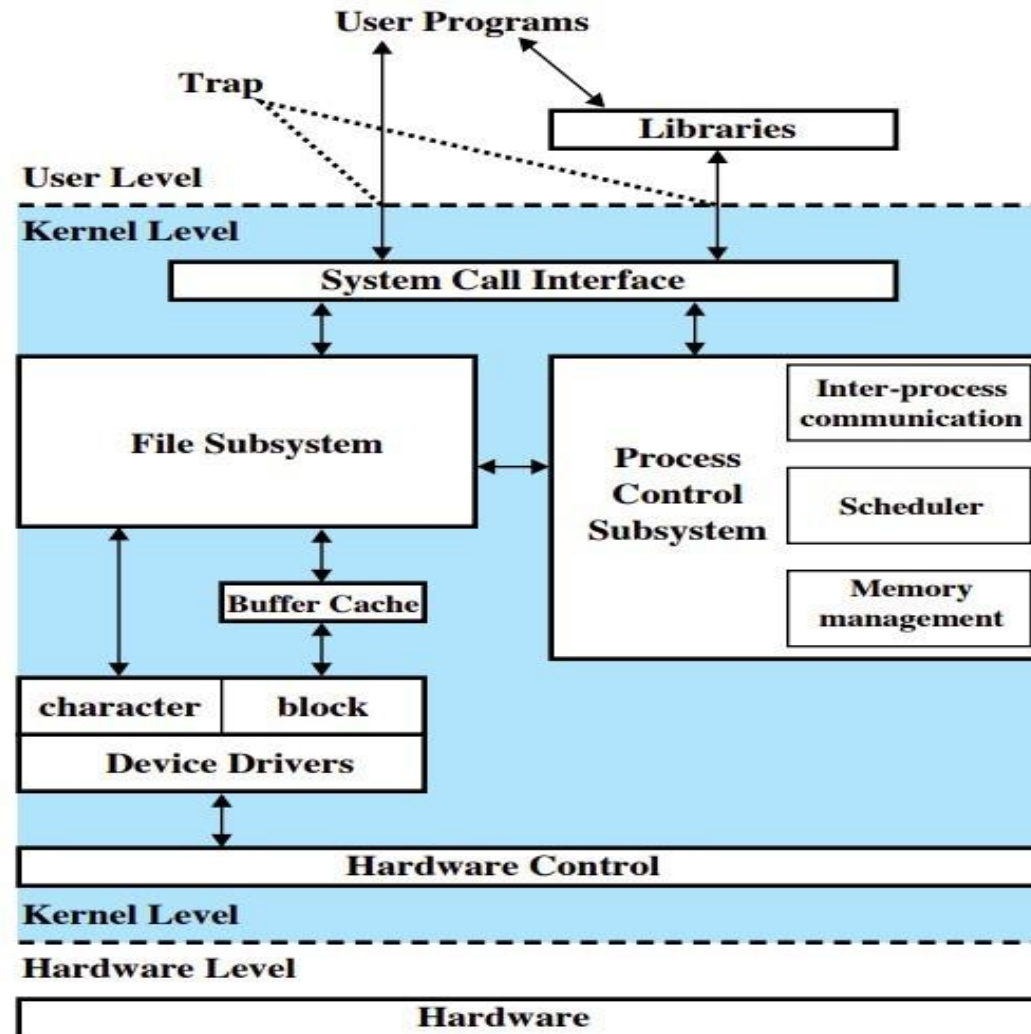 User Programs
Trap
Libraries
User Level
Kernel Level
System Call Interface
File Subsystem
Process
Control
Subsystem
Inter-process
communication
Scheduler
Memory
management
Buffer Cache
character
block
Device Drivers
Hardware Control
Kernel Level
Hardware Level
Hardware